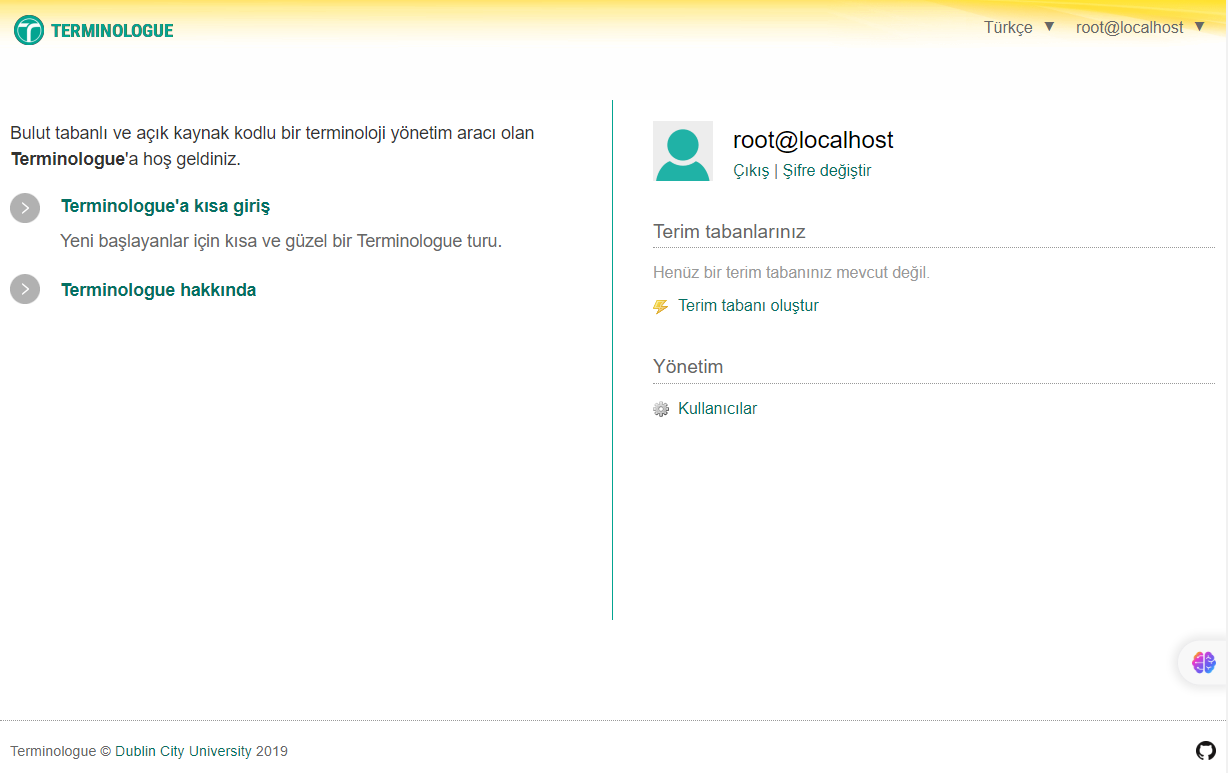 TERMINOLOGUE
Türkçe ▼ root@localhost ▼
Bulut tabanlı ve açık kaynak kodlu bir terminoloji yönetim aracı olan
Terminologue'a hoş geldiniz.
Terminologue'a kısa giriş
Yeni başlayanlar için kısa ve güzel bir Terminologue turu.
Terminologue hakkında
root@localhost
Çıkış | Şifre değiştir
Terim tabanlarınız
Henüz bir terim tabanınız mevcut değil.
Terim tabanı oluştur
Yönetim
Kullanıcılar
Terminologue © Dublin City University 2019